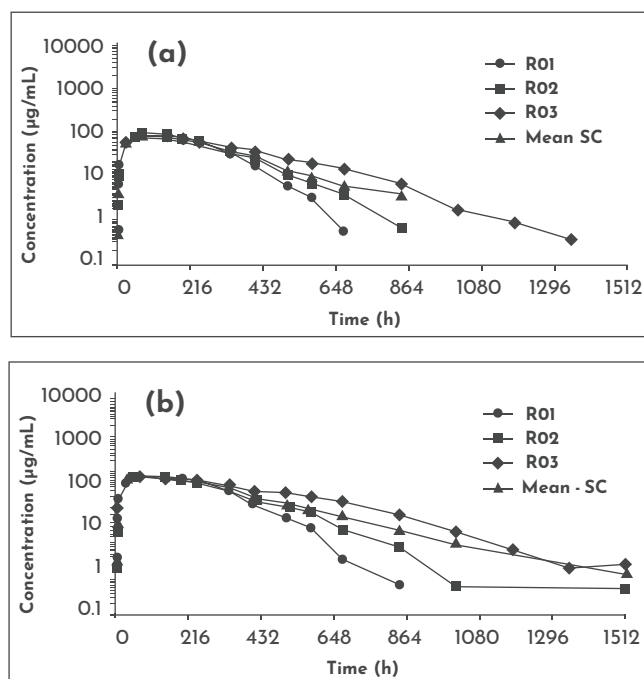 (a)
10000
1000
100
10
1
0.1
Concentration (µg/mL)
R01
R02
R03
Mean SC
0 216 432 648 864 1080 1296 1512
Time (h)
(b)
10000
1000
100
10
1
0.1
Concentration (µg/mL)
R01
R02
R03
Mean - SC
0 216 432 648 864 1080 1296 1512
Time (h)